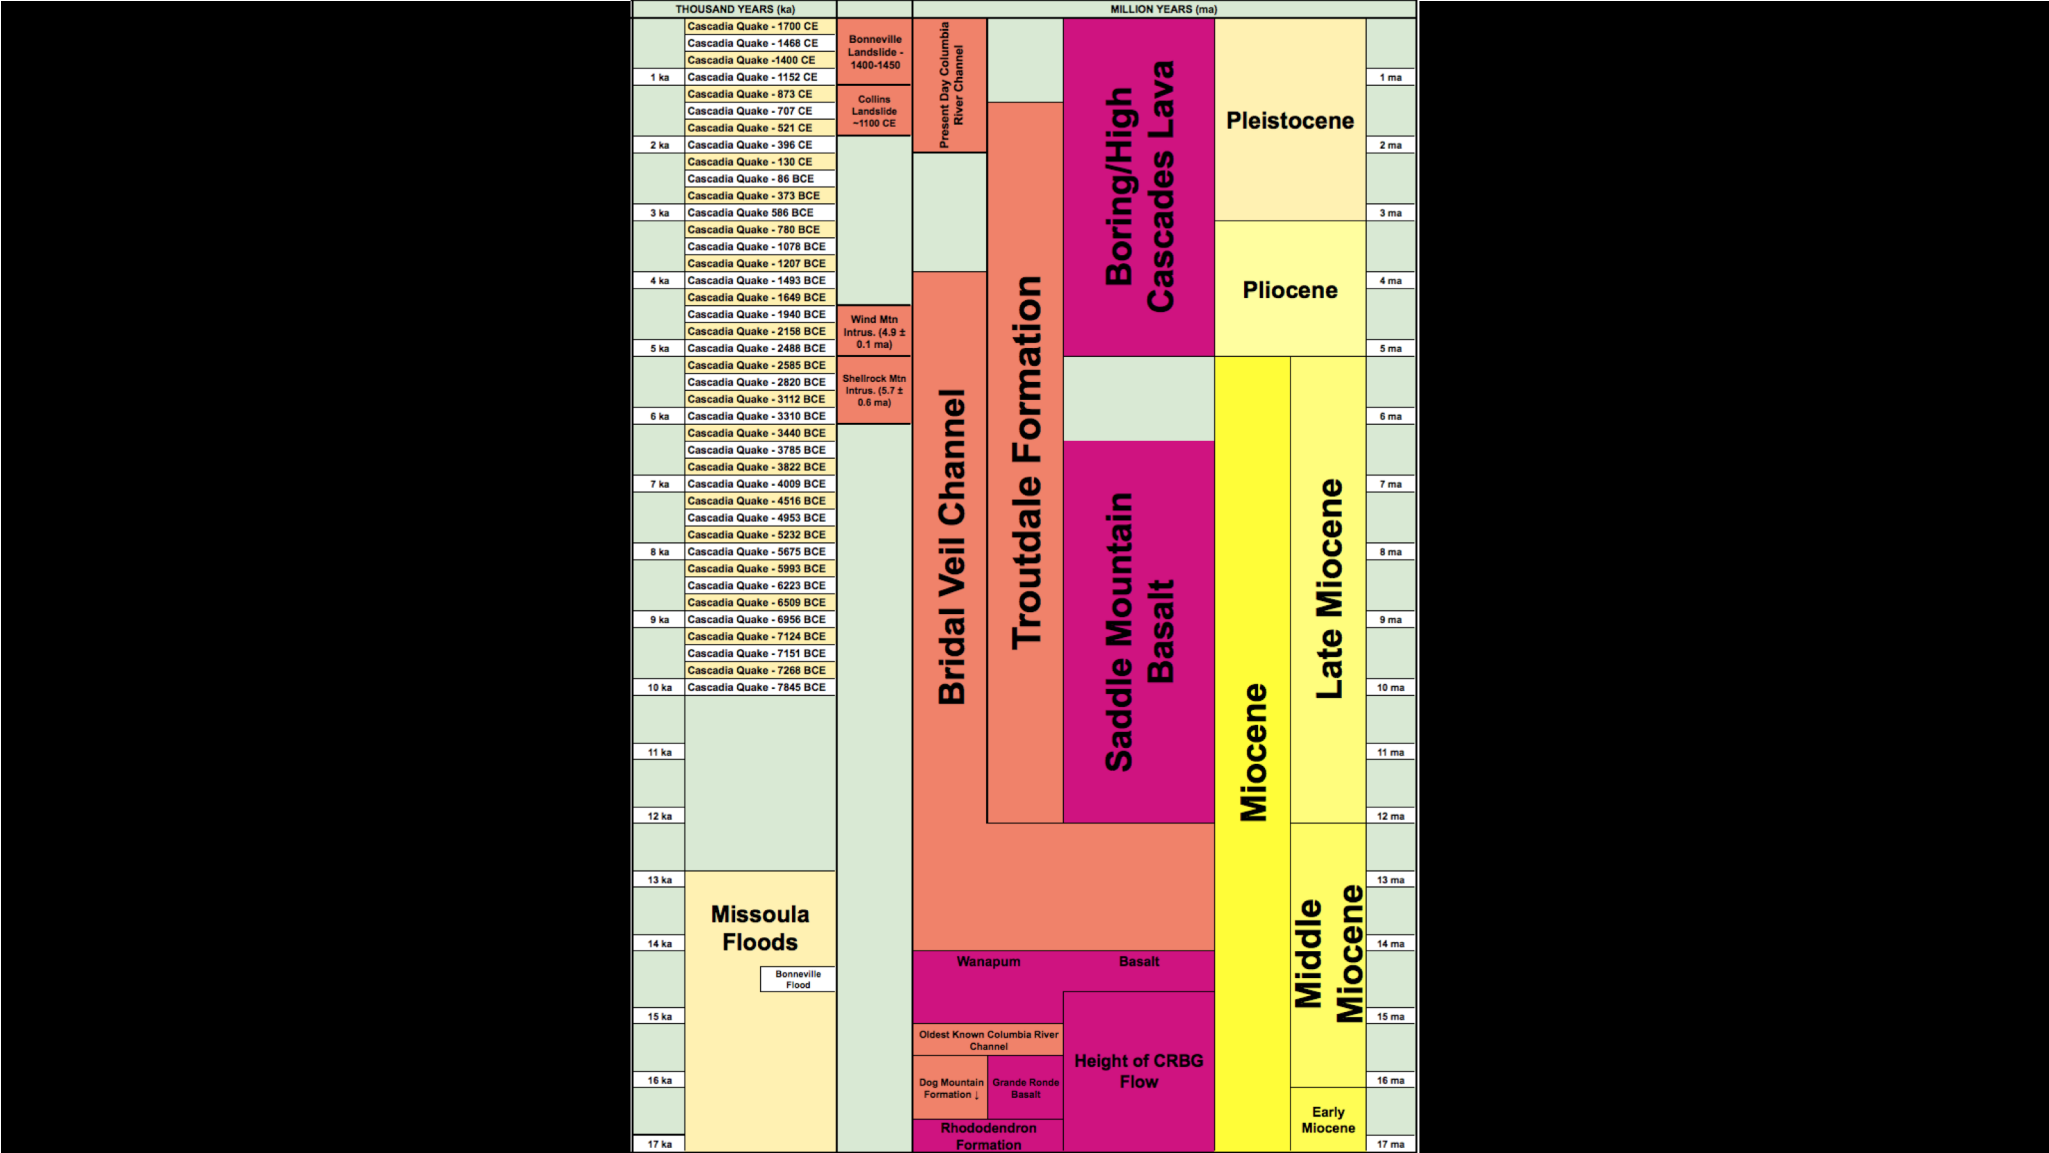 THOUSAND YEARS (ka)
MILLION YEARS (ma)
Cascadia Quake - 1700 CE
Cascadia Quake - 1468 CE
Cascadia Quake -1400 CE
1 ka
Cascadia Quake - 1152 CE
Cascadia Quake - 873 CE
Cascadia Quake - 707 CE
Cascadia Quake - 521 CE
2 ka
Cascadia Quake - 396 CE
Cascadia Quake - 130 CE
Cascadia Quake - 86 BCE
Cascadia Quake - 373 BCE
3 ka
Cascadia Quake 586 BCE
Cascadia Quake - 780 BCE
Cascadia Quake - 1078 BCE
Cascadia Quake - 1207 BCE
4 ka
Cascadia Quake - 1493 BCE
Cascadia Quake - 1649 BCE
Cascadia Quake - 1940 BCE
Cascadia Quake - 2158 BCE
5 ka
Cascadia Quake - 2488 BCE
Cascadia Quake - 2585 BCE
Cascadia Quake - 2820 BCE
Cascadia Quake - 3112 BCE
6 ka
Cascadia Quake - 3310 BCE
Cascadia Quake - 3440 BCE
Cascadia Quake - 3785 BCE
Cascadia Quake - 3822 BCE
7 ka
Cascadia Quake - 4009 BCE
Cascadia Quake - 4516 BCE
Cascadia Quake - 4953 BCE
Cascadia Quake - 5232 BCE
8 ka
Cascadia Quake - 5675 BCE
Cascadia Quake - 5993 BCE
Cascadia Quake - 6223 BCE
Cascadia Quake - 6509 BCE
9 ka
Cascadia Quake - 6956 BCE
Cascadia Quake - 7124 BCE
Cascadia Quake - 7151 BCE
Cascadia Quake - 7268 BCE
10 ka
Cascadia Quake - 7845 BCE
11 ka
12 ka
13 ka
Missoula
Floods
14 ka
Bonneville
Flood
15 ka
16 ka
17 ka
Bonneville
Landslide -
1400-1450
Collins
Landslide
~1100 CE
Wind Mtn
Intrus. (4.9 ±
0.1 ma)
Shellrock Mtn
Intrus. (5.7 ±
0.6 ma)
Present Day Columbia
River Channel
Bridal Veil Channel
Troutdale Formation
Boring/High
Cascades Lava
Saddle Mountain
Basalt
Wanapum
Basalt
Oldest Known Columbia River
Channel
Dog Mountain
Formation ↓
Grande Ronde
Basalt
Rhododendron
Formation
Height of CRBG
Flow
Pleistocene
Pliocene
Miocene
Late Miocene
Middle
Miocene
Early
Miocene
1 ma
2 ma
3 ma
4 ma
5 ma
6 ma
7 ma
8 ma
9 ma
10 ma
11 ma
12 ma
13 ma
14 ma
15 ma
16 ma
17 ma